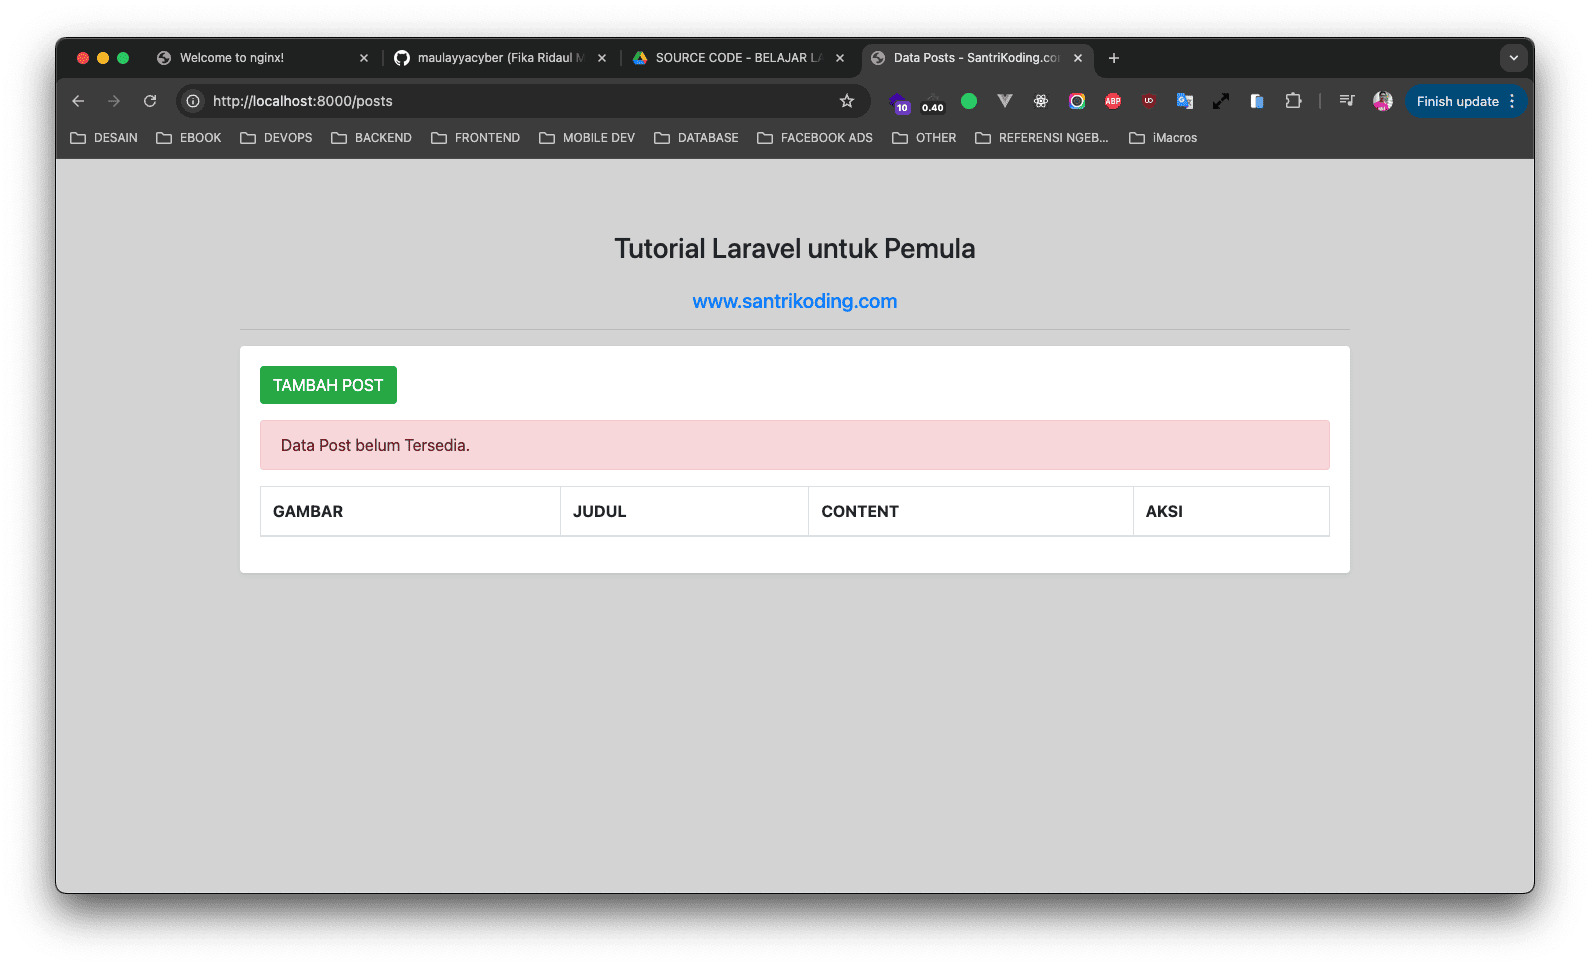 Welcome to nginx!
maulayyacyber (Fika Ridaul M
SOURCE CODE - BELAJAR LA
Data Posts - SantriKoding.co
http://localhost:8000/posts
10
0.40
ABP
Finish update
DESAIN
EBOOK
DEVOPS
BACKEND
FRONTEND
MOBILE DEV
DATABASE
FACEBOOK ADS
OTHER
REFERENSI NGEB...
iMacros
Tutorial Laravel untuk Pemula
www.santrikoding.com
TAMBAH POST
Data Post belum Tersedia.
GAMBAR
JUDUL
CONTENT
AKSI